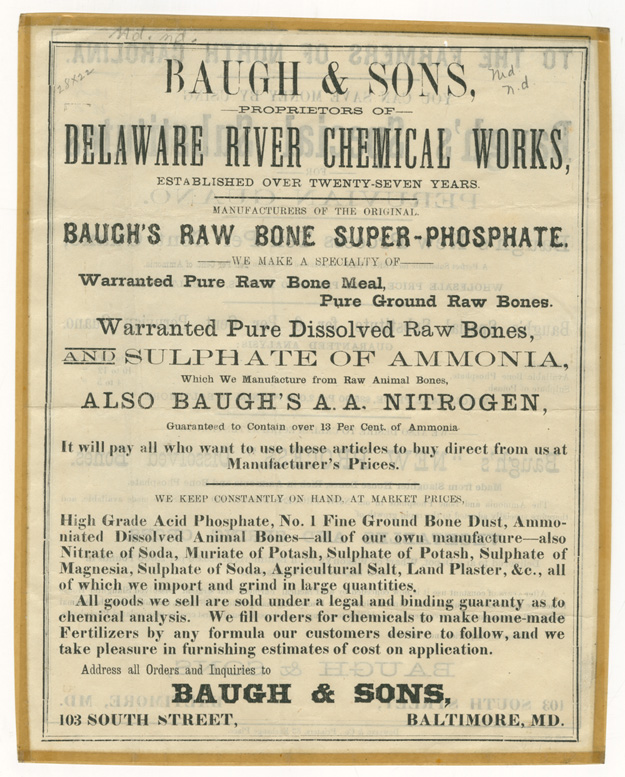 Md. n.d.
28x22
Md
n.d.
BAUGH & SONS,
PROPRIETORS OF
DELAWARE RIVER CHEMICAL WORKS,
ESTABLISHED OVER TWENTY-SEVEN YEARS.
MANUFACTURERS OF THE ORIGINAL
BAUGH'S RAW BONE SUPER-PHOSPHATE.
WE MAKE A SPECIALTY OF
Warranted Pure Raw Bone Meal,
Pure Ground Raw Bones.
Warranted Pure Dissolved Raw Bones,
AND SULPHATE OF AMMONIA,
Which We Manufacture from Raw Animal Bones,
ALSO BAUGH'S A. A. NITROGEN,
Guaranteed to Contain over 13 Per Cent. of Ammonia
It will pay all who want to use these articles to buy direct from us at
Manufacturer's Prices.
WE KEEP CONSTANTLY ON HAND, AT MARKET PRICES,
High Grade Acid Phosphate, No. 1 Fine Ground Bone Dust, Ammo-
niated Dissolved Animal Bones—all of our own manufacture—also
Nitrate of Soda, Muriate of Potash, Sulphate of Potash, Sulphate of
Magnesia, Sulphate of Soda, Agricultural Salt, Land Plaster, &c., all
of which we import and grind in large quantities.
All goods we sell are sold under a legal and binding guaranty as to
chemical analysis. We fill orders for chemicals to make home-made
Fertilizers by any formula our customers desire to follow, and we
take pleasure in furnishing estimates of cost on application.
Address all Orders and Inquiries to
BAUGH & SONS,
103 SOUTH STREET, BALTIMORE, MD.